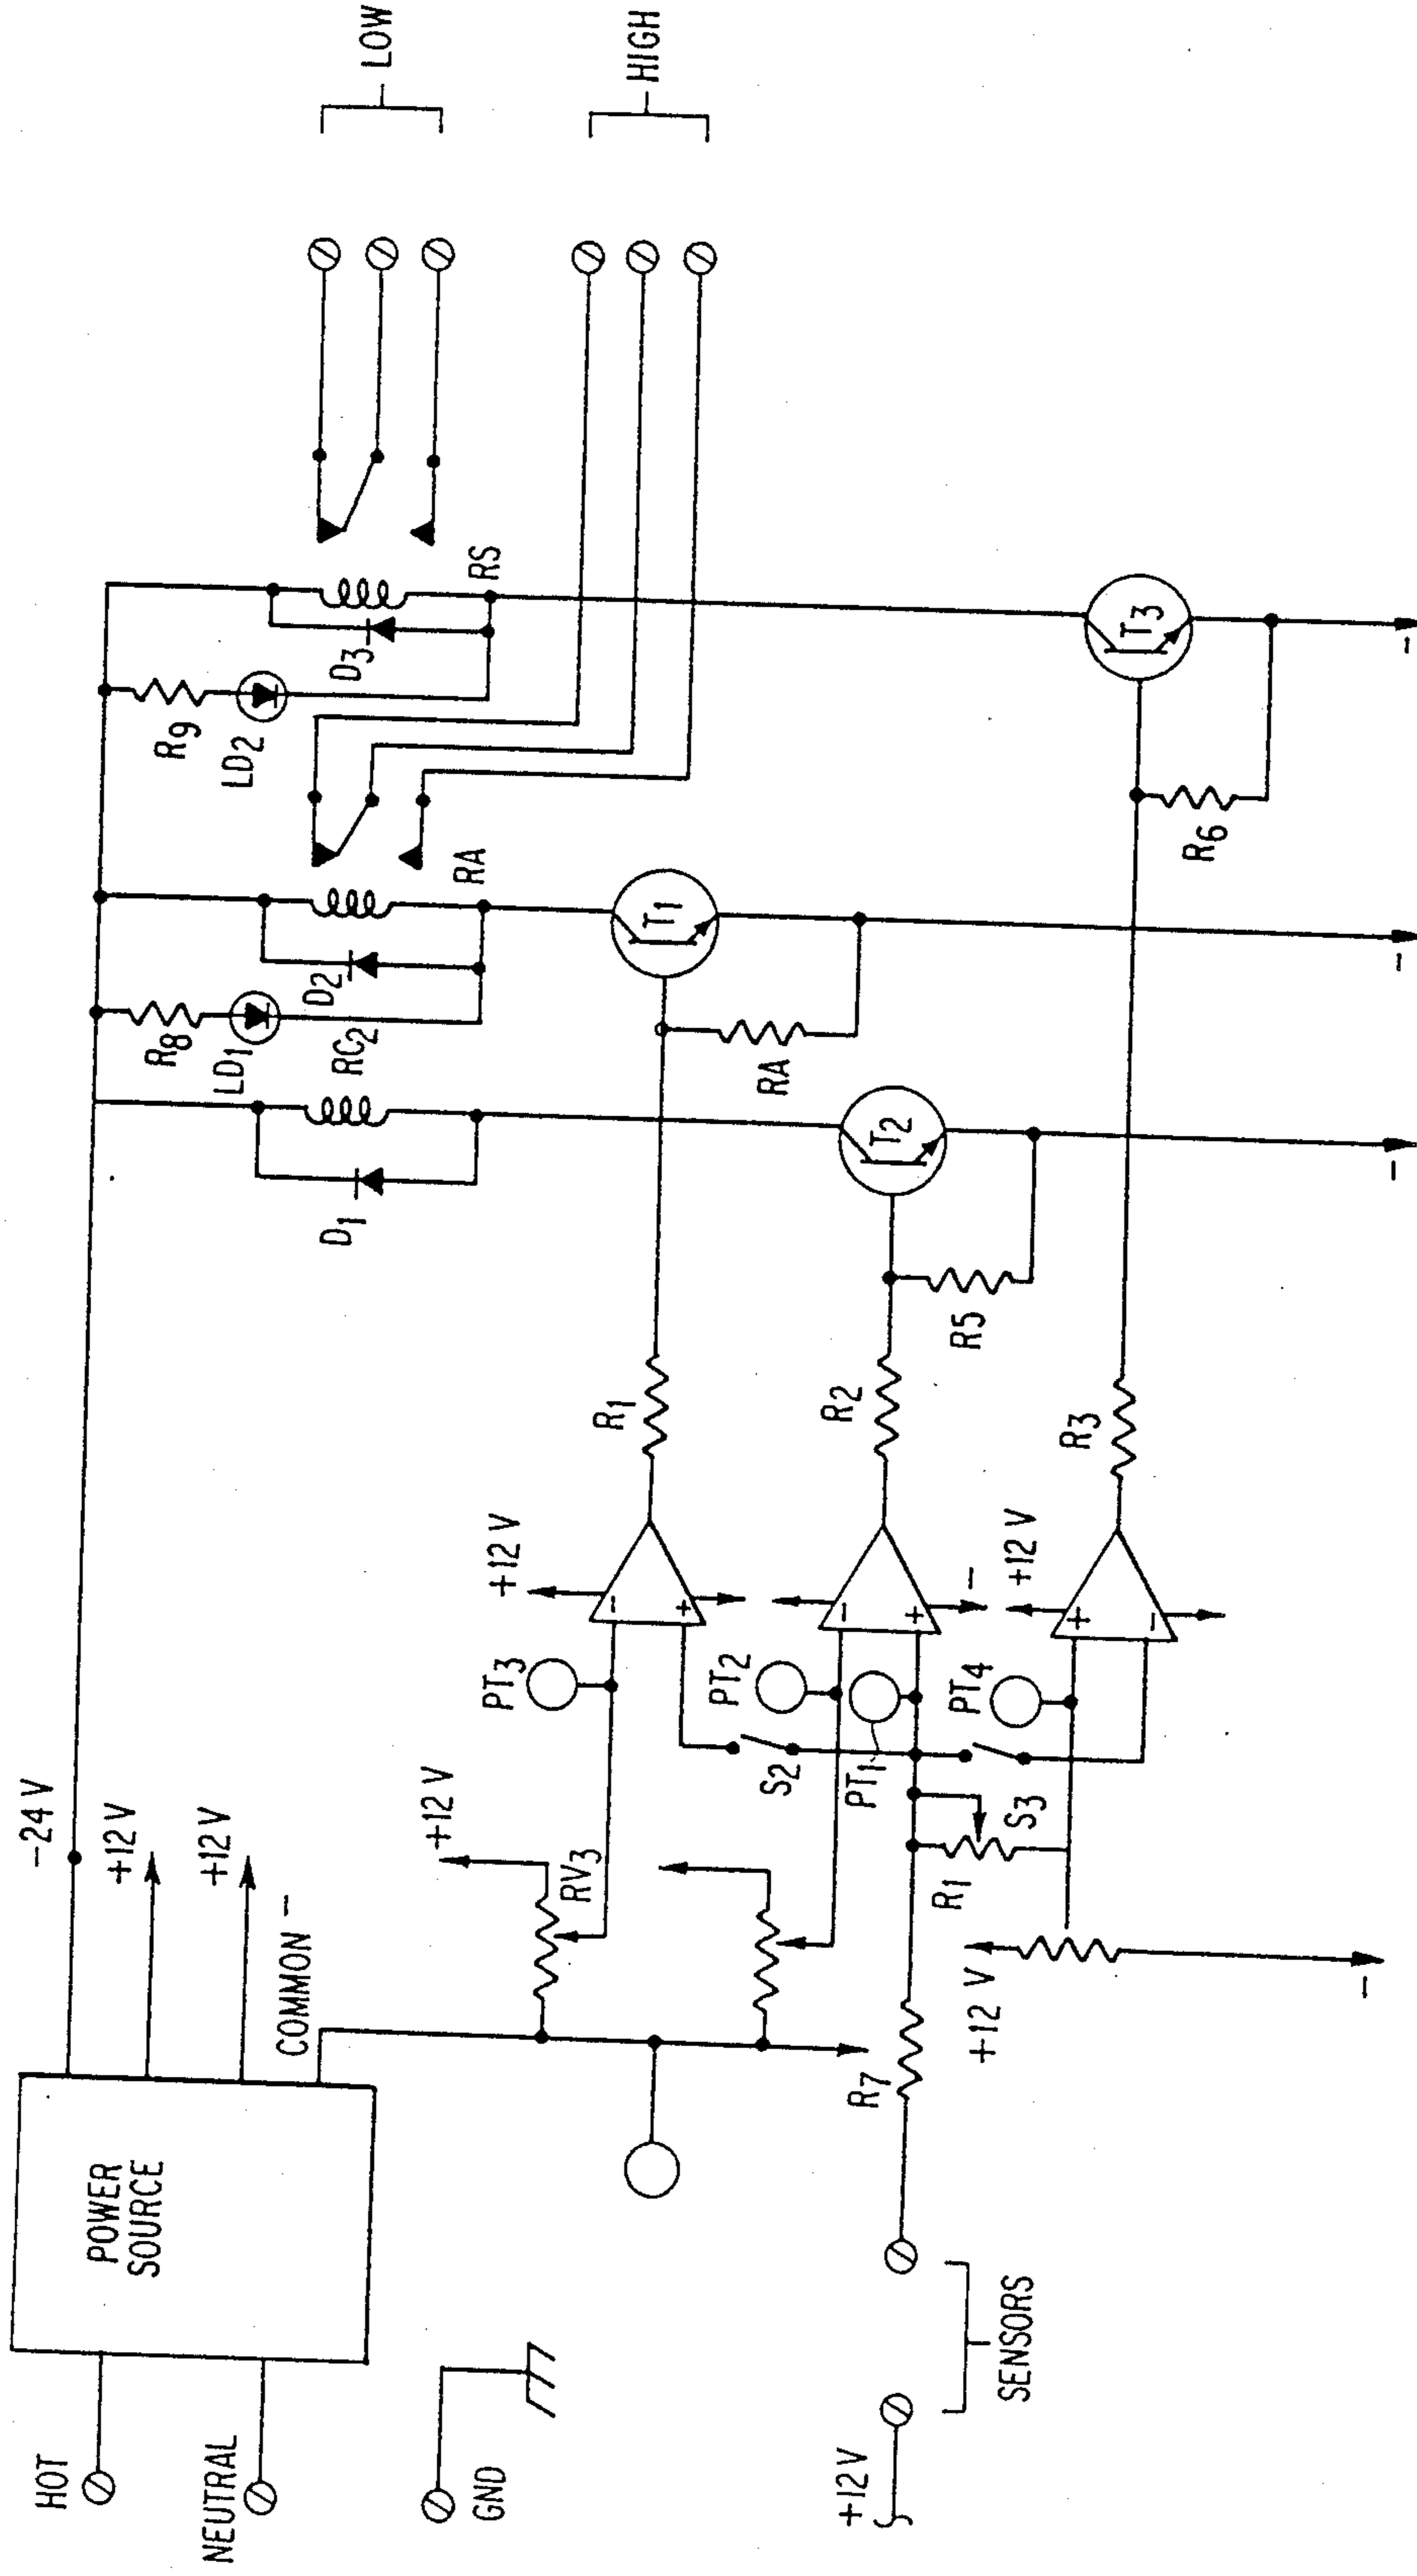 HOT
NEUTRAL
GND
POWER
SOURCE
-24 V
+12 V
+12 V
COMMON -
+12 V
RV3
+12 V
SENSORS
R7
+12 V
-
R1
S3
S2
PT3
PT2
PT1
PT4
+12 V
-
+
-
+
-
+12 V
+
-
R1
R2
R3
D1
RC2
R8
LD1
D2
RA
R9
LD2
D3
RS
T1
RA
T2
R5
T3
R6
-
-
-
LOW
HIGH